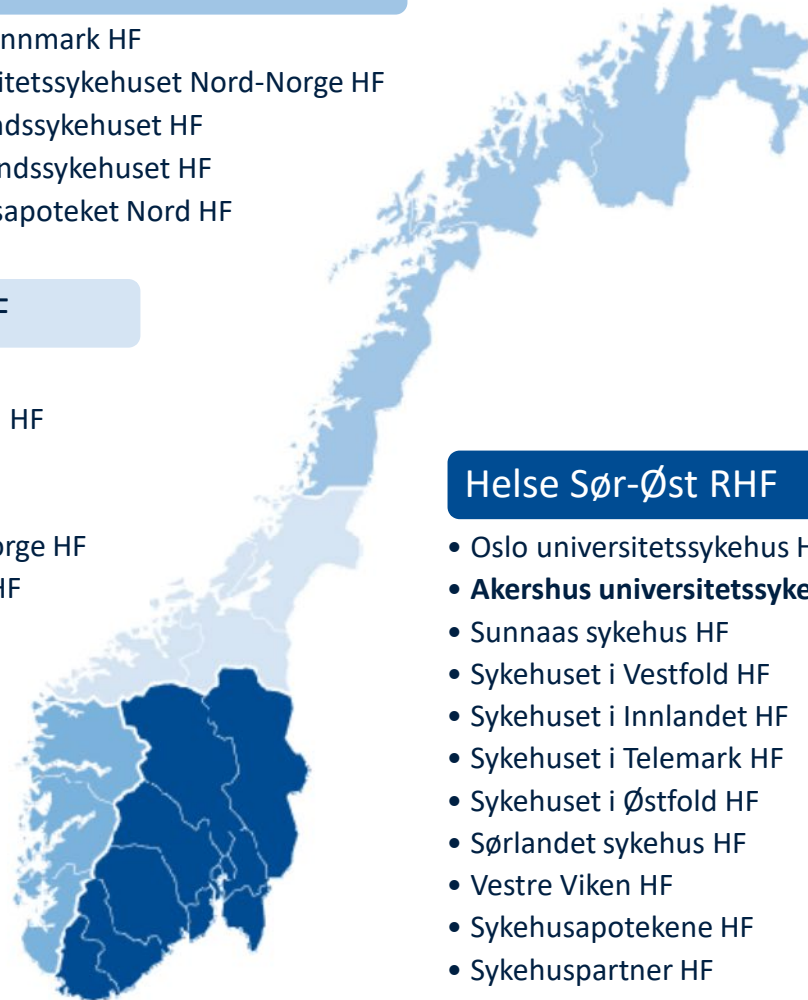 nnmark HF
itetssykehuset Nord-Norge HF
ndssykehuset HF
ndssykehuset HF
sapoteket Nord HF
F
HF
orge HF
HF
Helse Sør-Øst RHF
• Oslo universitetssykehus H
• Akershus universitetssyke
• Sunnaas sykehus HF
• Sykehuset i Vestfold HF
• Sykehuset i Innlandet HF
• Sykehuset i Telemark HF
• Sykehuset i Østfold HF
• Sørlandet sykehus HF
• Vestre Viken HF
• Sykehusapotekene HF
• Sykehuspartner HF